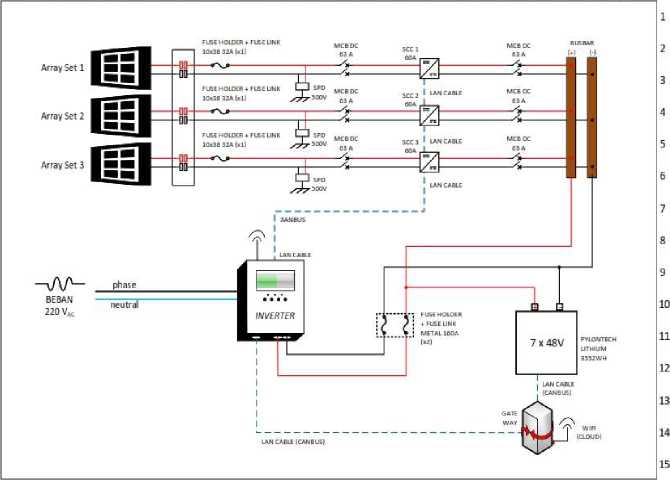 1
2
3
4
5
6
7
8
9
10
11
12
13
14
15
Array Set 1
FUSE HOLDER + FUSE LINK
10x38 32A (x1)
MCB DC
63 A
SCC 1
60A
MCB DC
63 A
BUSBAR
(+) (-)
SPD
500V
LAN CABLE
Array Set 2
FUSE HOLDER + FUSE LINK
10x38 32A (x1)
MCB DC
63 A
SCC 2
60A
MCB DC
63 A
SPD
500V
LAN CABLE
Array Set 3
FUSE HOLDER + FUSE LINK
10x38 32A (x1)
MCB DC
63 A
SCC 3
60A
MCB DC
63 A
SPD
500V
LAN CABLE
XANBUS
LAN CABLE
BEBAN
220 VAC
phase
neutral
INVERTER
FUSE HOLDER
+ FUSE LINK
METAL 160A
(x2)
7 x 48V
PYLONTECH
LITHIUM
3552WH
LAN CABLE
(CANBUS)
GATE
WAY
WIFI
(CLOUD)
LAN CABLE (CANBUS)